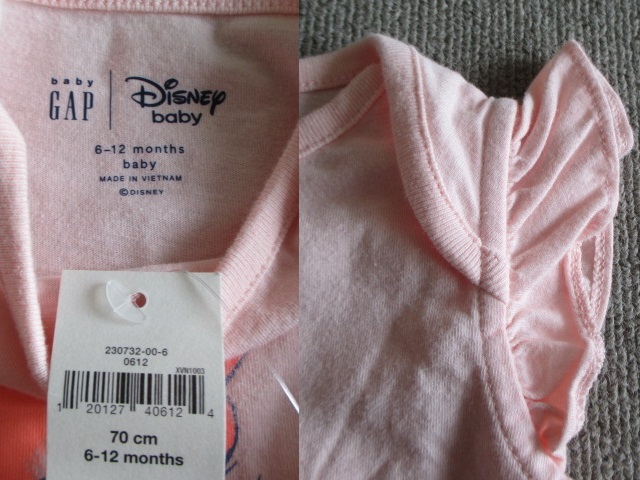 baby
GAP
Disney
baby
6-12 months
baby
MADE IN VIETNAM
©DISNEY
230732-00-6
0612
XVN1003
1 20127 40612 4
70 cm
6-12 months